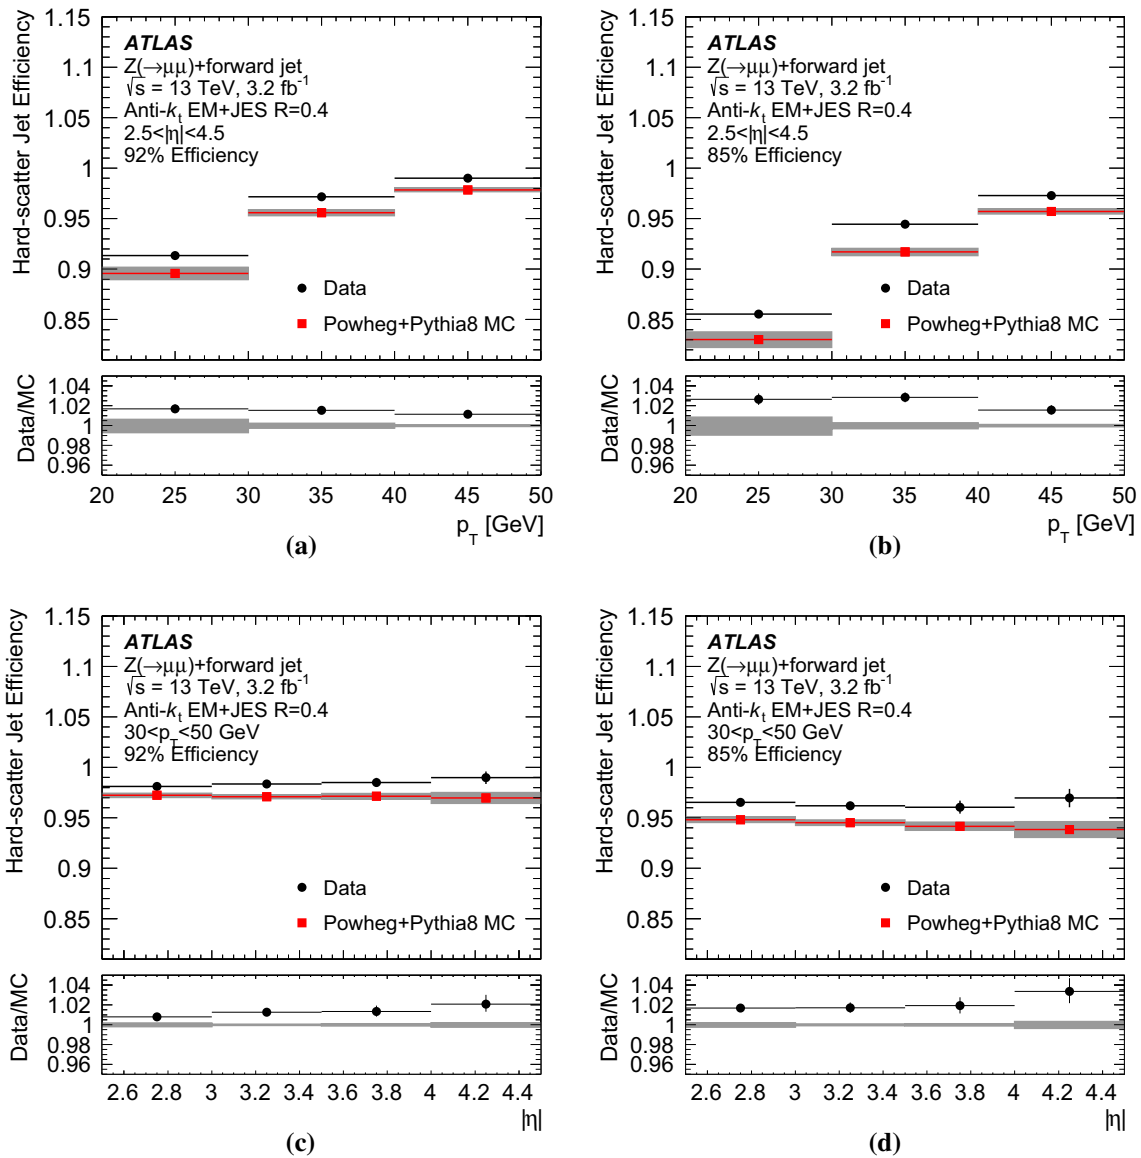 Hard-scatter Jet Efficiency
1.15
1.1
1.05
1
0.95
0.9
0.85
ATLAS
Z(→μμ)+forward jet
√s = 13 TeV, 3.2 fb⁻¹
Anti-kₜ EM+JES R=0.4
2.5<|η|<4.5
92% Efficiency
Data
Powheg+Pythia8 MC
Data/MC
1.04
1.02
1
0.98
0.96
20 25 30 35 40 45 50
p_T [GeV]
(a)
Hard-scatter Jet Efficiency
1.15
1.1
1.05
1
0.95
0.9
0.85
ATLAS
Z(→μμ)+forward jet
√s = 13 TeV, 3.2 fb⁻¹
Anti-kₜ EM+JES R=0.4
2.5<|η|<4.5
85% Efficiency
Data
Powheg+Pythia8 MC
Data/MC
1.04
1.02
1
0.98
0.96
20 25 30 35 40 45 50
p_T [GeV]
(b)
Hard-scatter Jet Efficiency
1.15
1.1
1.05
1
0.95
0.9
0.85
ATLAS
Z(→μμ)+forward jet
√s = 13 TeV, 3.2 fb⁻¹
Anti-kₜ EM+JES R=0.4
30<p_T<50 GeV
92% Efficiency
Data
Powheg+Pythia8 MC
Data/MC
1.04
1.02
1
0.98
0.96
2.6 2.8 3 3.2 3.4 3.6 3.8 4 4.2 4.4
|η|
(c)
Hard-scatter Jet Efficiency
1.15
1.1
1.05
1
0.95
0.9
0.85
ATLAS
Z(→μμ)+forward jet
√s = 13 TeV, 3.2 fb⁻¹
Anti-kₜ EM+JES R=0.4
30<p_T<50 GeV
85% Efficiency
Data
Powheg+Pythia8 MC
Data/MC
1.04
1.02
1
0.98
0.96
2.6 2.8 3 3.2 3.4 3.6 3.8 4 4.2 4.4
|η|
(d)